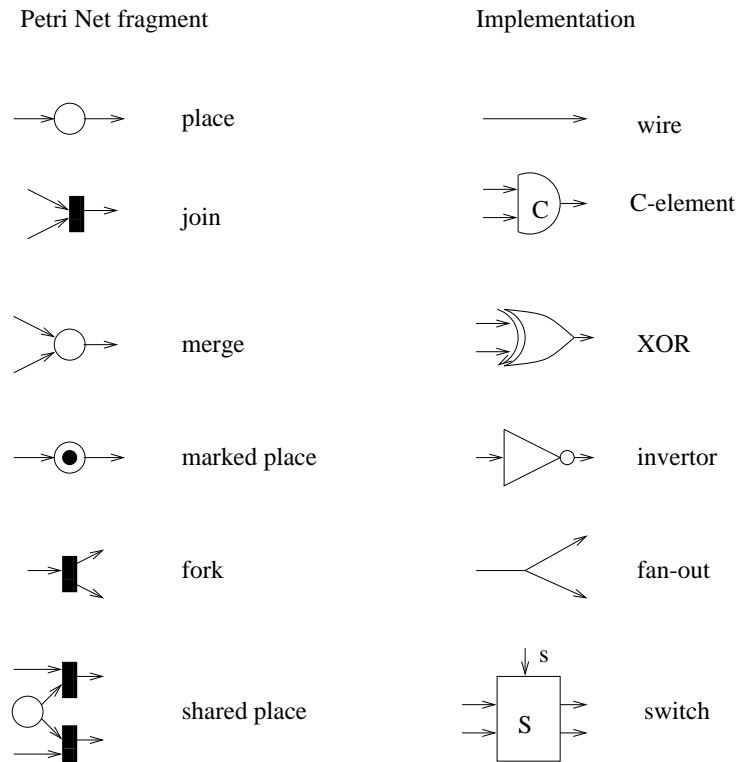 Petri Net fragment Implementation
place wire
join C C-element
merge XOR
marked place invertor
fork fan-out
s
shared place S switch